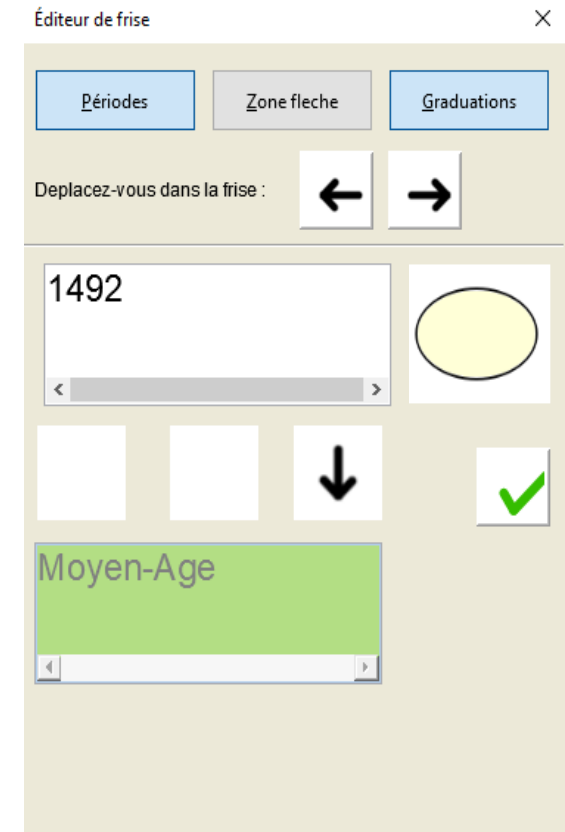 Éditeur de frise
Périodes Zone fleche Graduations
Deplacez-vous dans la frise :
1492
Moyen-Age